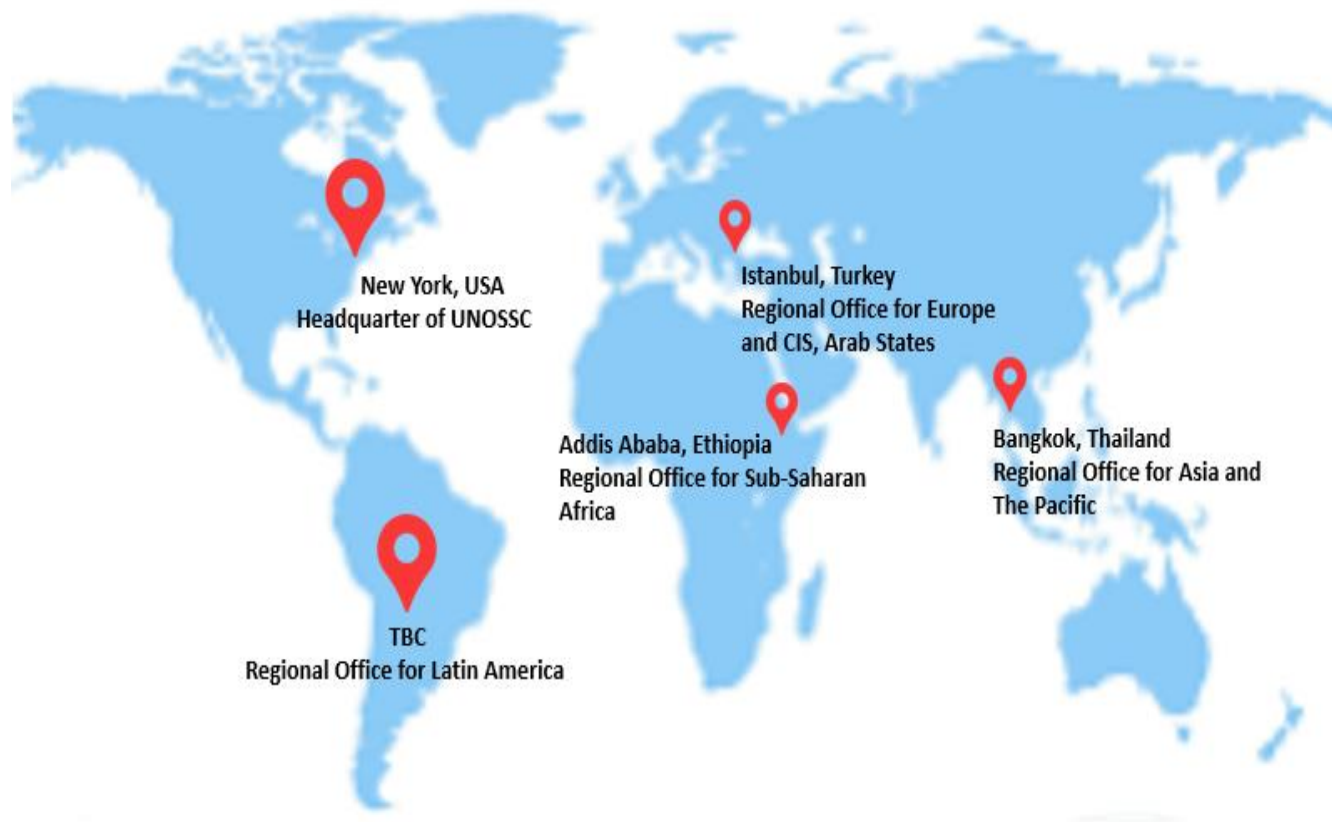 New York, USA
Headquarter of UNOSSC
Istanbul, Turkey
Regional Office for Europe
and CIS, Arab States
Addis Ababa, Ethiopia
Regional Office for Sub-Saharan
Africa
Bangkok, Thailand
Regional Office for Asia and
The Pacific
TBC
Regional Office for Latin America